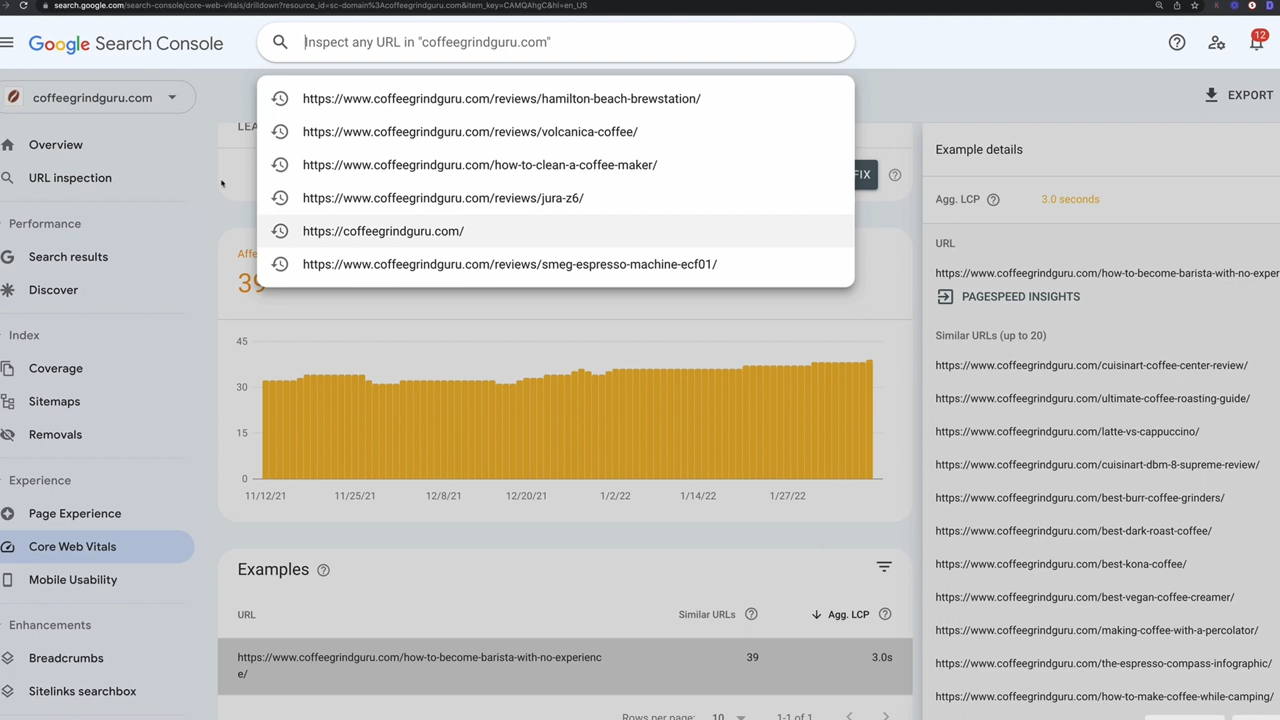 search.google.com/search-console/core-web-vitals/drilldown?resource_id=sc-domain%3Acoffeegrindguru.com&item_key=CAMQAhgC&hl=en_US
Google Search Console
Inspect any URL in "coffeegrindguru.com"
12
coffeegrindguru.com
EXPORT
https://www.coffeegrindguru.com/reviews/hamilton-beach-brewstation/
https://www.coffeegrindguru.com/reviews/volcanica-coffee/
https://www.coffeegrindguru.com/how-to-clean-a-coffee-maker/
https://www.coffeegrindguru.com/reviews/jura-z6/
https://coffeegrindguru.com/
https://www.coffeegrindguru.com/reviews/smeg-espresso-machine-ecf01/
Overview
URL inspection
Performance
Search results
Discover
Index
Coverage
Sitemaps
Removals
Experience
Page Experience
Core Web Vitals
Mobile Usability
Enhancements
Breadcrumbs
Sitelinks searchbox
LEA
FIX
Affe
39
45
30
15
0
11/12/21
11/25/21
12/8/21
12/20/21
1/2/22
1/14/22
1/27/22
Examples
URL
Similar URLs
Agg. LCP
https://www.coffeegrindguru.com/how-to-become-barista-with-no-experienc
e/
39
3.0s
Rows per page:
10
1-1 of 1
Example details
Agg. LCP
3.0 seconds
URL
https://www.coffeegrindguru.com/how-to-become-barista-with-no-exper
PAGESPEED INSIGHTS
Similar URLs (up to 20)
https://www.coffeegrindguru.com/cuisinart-coffee-center-review/
https://www.coffeegrindguru.com/ultimate-coffee-roasting-guide/
https://www.coffeegrindguru.com/latte-vs-cappuccino/
https://www.coffeegrindguru.com/cuisinart-dbm-8-supreme-review/
https://www.coffeegrindguru.com/best-burr-coffee-grinders/
https://www.coffeegrindguru.com/best-dark-roast-coffee/
https://www.coffeegrindguru.com/best-kona-coffee/
https://www.coffeegrindguru.com/best-vegan-coffee-creamer/
https://www.coffeegrindguru.com/making-coffee-with-a-percolator/
https://www.coffeegrindguru.com/the-espresso-compass-infographic/
https://www.coffeegrindguru.com/how-to-make-coffee-while-camping/